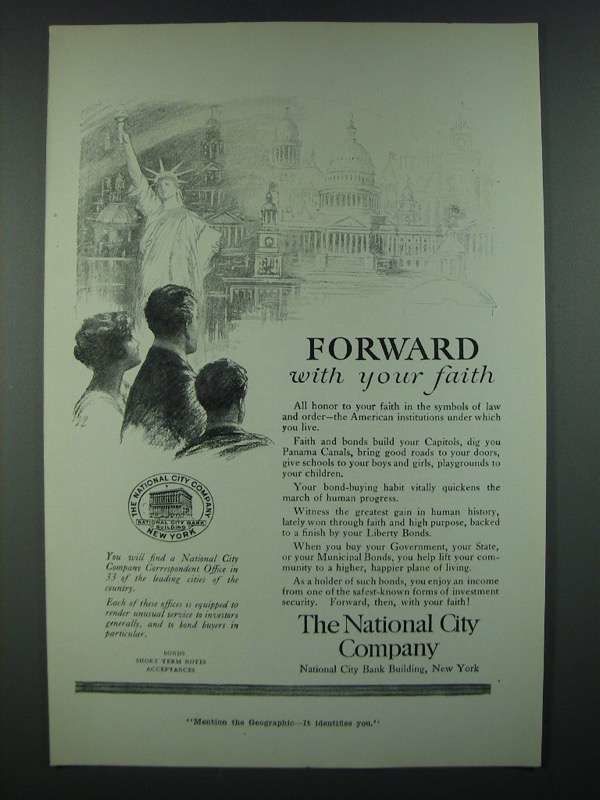 FORWARD
with your faith
All honor to your faith in the symbols of law
and order—the American institutions under which
you live.
Faith and bonds build your Capitols, dig you
Panama Canals, bring good roads to your doors,
give schools to your boys and girls, playgrounds to
your children.
Your bond-buying habit vitally quickens the
march of human progress.
Witness the greatest gain in human history,
lately won through faith and high purpose, backed
to a finish by your Liberty Bonds.
When you buy your Government, your State,
or your Municipal Bonds, you help lift your com-
munity to a higher, happier plane of living.
As a holder of such bonds, you enjoy an income
from one of the safest-known forms of investment
security. Forward, then, with your faith!
The National City
Company
National City Bank Building, New York
THE NATIONAL CITY COMPANY
NATIONAL CITY BANK
BUILDING
NEW YORK
You will find a National City
Company Correspondent Office in
53 of the leading cities of the
country.
Each of these offices is equipped to
render unusual service to investors
generally, and to bond buyers in
particular.
BONDS
SHORT TERM NOTES
ACCEPTANCES
"Mention the Geographic—It identifies you."